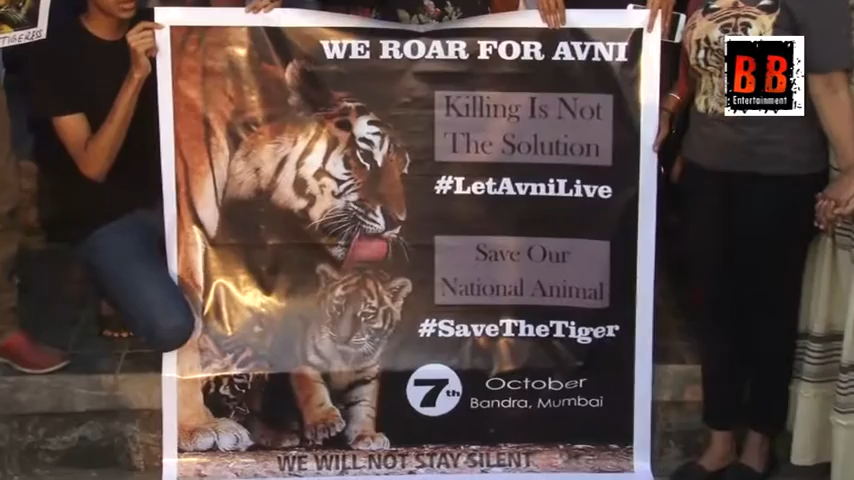 TIGERESS
WE ROAR FOR AVNI
Killing Is Not
The Solution
#LetAvniLive
Save Our
National Animal
#SaveTheTiger
7th October
Bandra, Mumbai
WE WILL NOT STAY SILENT
BB
Entertainment